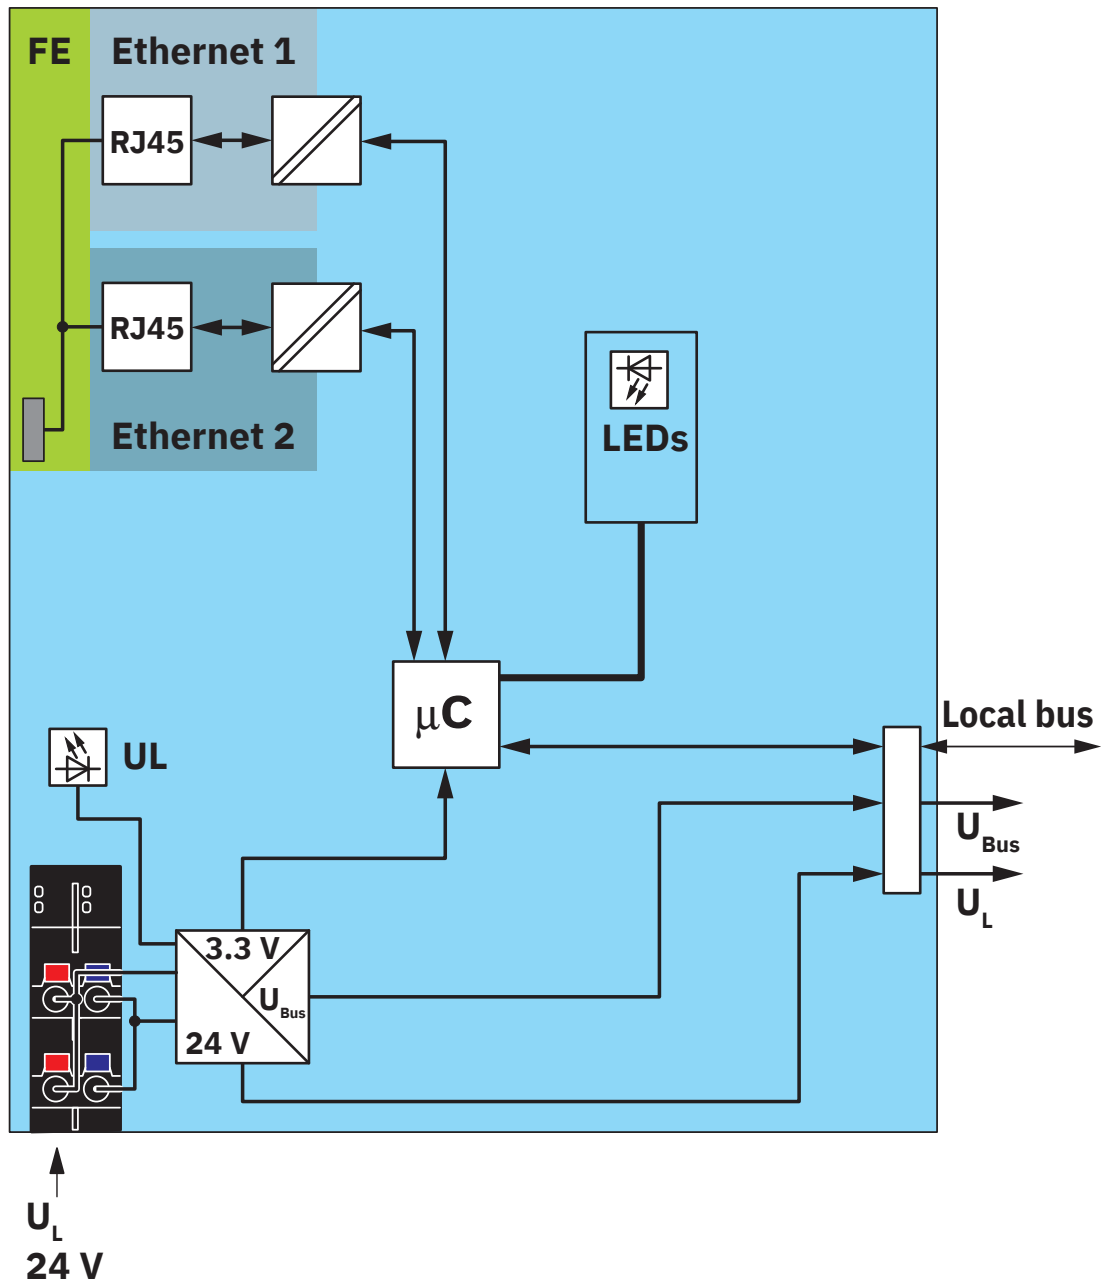 FE
Ethernet 1
RJ45
RJ45
Ethernet 2
LEDs
μC
Local bus
UL
U Bus
U L
3.3 V
U Bus
24 V
U L
24 V